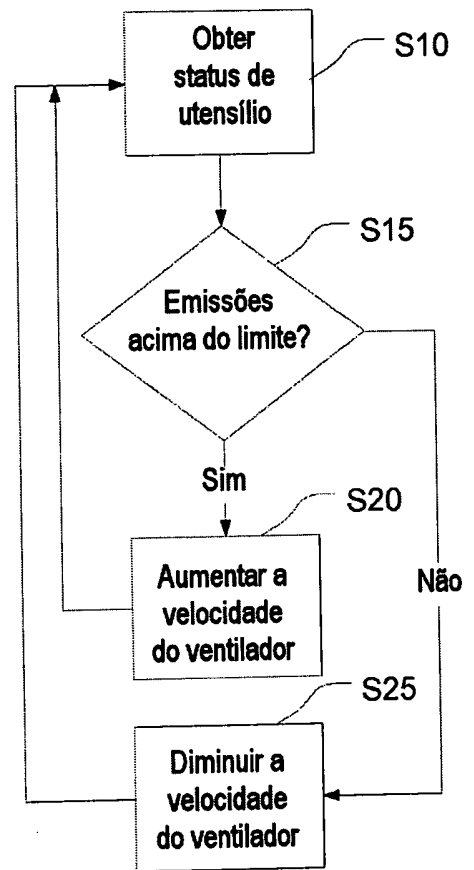 Obter
status de
utensílio
S10
S15
Emissões
acima do limite?
Sim
S20
Aumentar a
velocidade
do ventilador
Não
S25
Diminuir a
velocidade
do ventilador